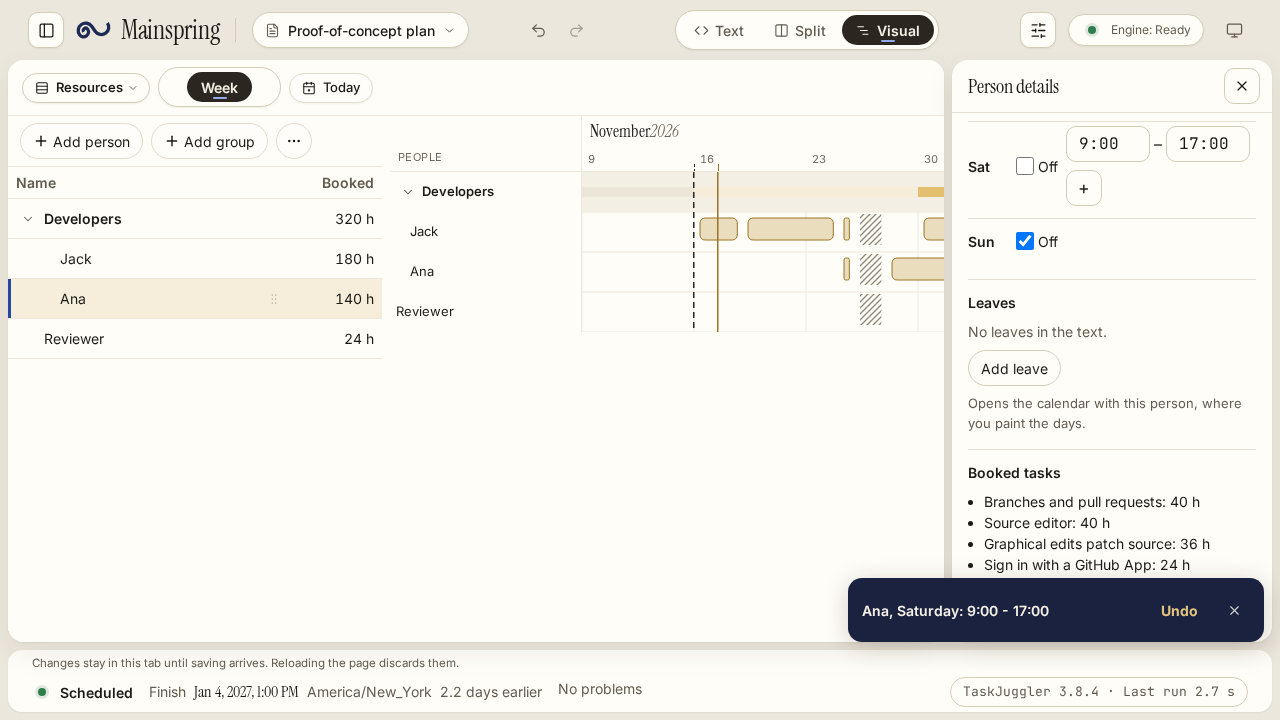 Mainspring
Proof-of-concept plan
Text
Split
Visual
Engine: Ready
Resources
Week
Today
Add person
Add group
Name
Booked
Developers
320 h
Jack
180 h
Ana
140 h
Reviewer
24 h
November 2026
PEOPLE
9
16
23
30
Developers
Jack
Ana
Reviewer
Person details
Sat
Off
9:00
–
17:00
+
Sun
Off
Leaves
No leaves in the text.
Add leave
Opens the calendar with this person, where
you paint the days.
Booked tasks
Branches and pull requests: 40 h
Source editor: 40 h
Graphical edits patch source: 36 h
Sign in with a GitHub App: 24 h
Ana, Saturday: 9:00 - 17:00
Undo
Changes stay in this tab until saving arrives. Reloading the page discards them.
Scheduled
Finish Jan 4, 2027, 1:00 PM America/New_York 2.2 days earlier
No problems
TaskJuggler 3.8.4 · Last run 2.7 s